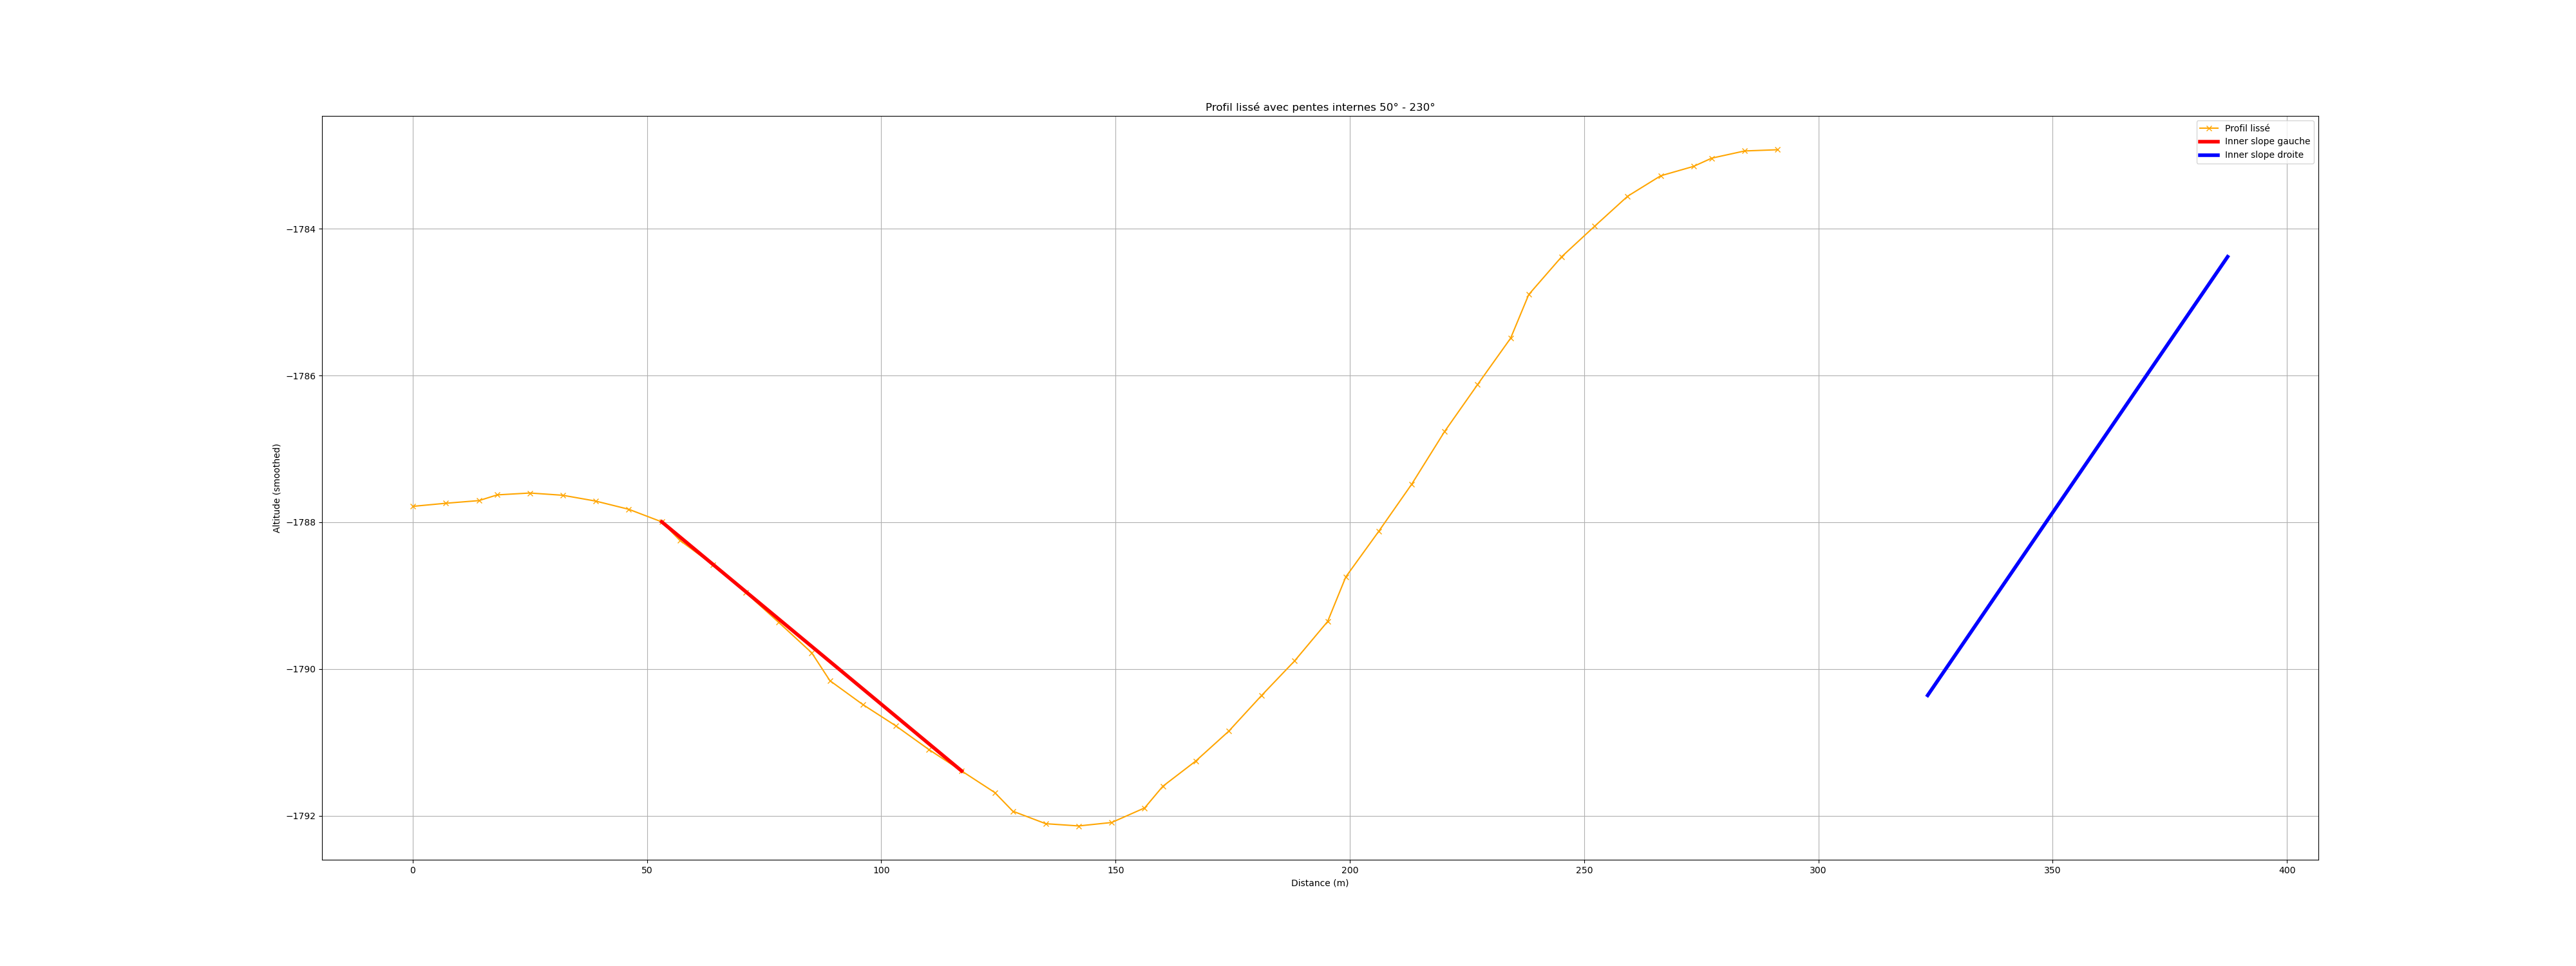 Profil lissé avec pentes internes 50° - 230°
Profil lissé
Inner slope gauche
Inner slope droite
Altitude (smoothed)
−1784
−1786
−1788
−1790
−1792
0 50 100 150 200 250 300 350 400
Distance (m)